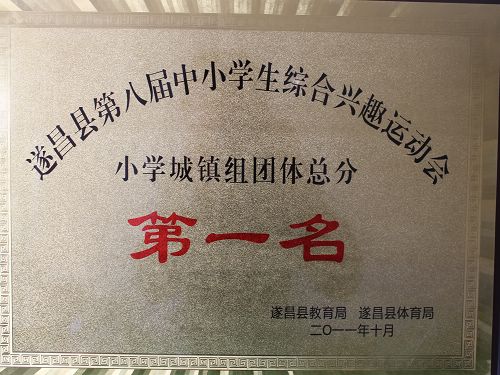 遂昌县第八届中小学生综合兴趣运动会
小学城镇组团体总分
第一名
遂昌县教育局 遂昌县体育局
二〇一一年十月